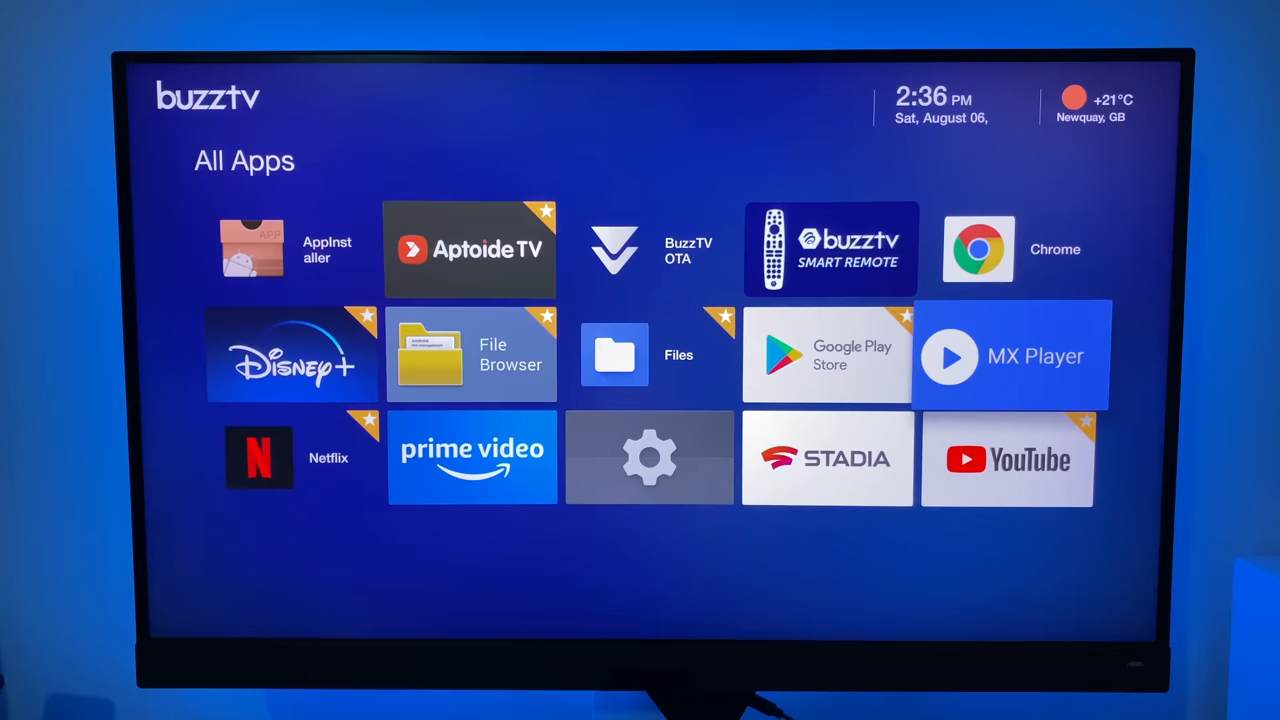 buzztv
2:36 PM
Sat, August 06,
+21°C
Newquay, GB
All Apps
APP
AppInst
aller
Aptoide TV
BuzzTV
OTA
buzztv
SMART REMOTE
Chrome
Disney+
File
Browser
Files
Google Play
Store
MX Player
N
Netflix
prime video
STADIA
YouTube